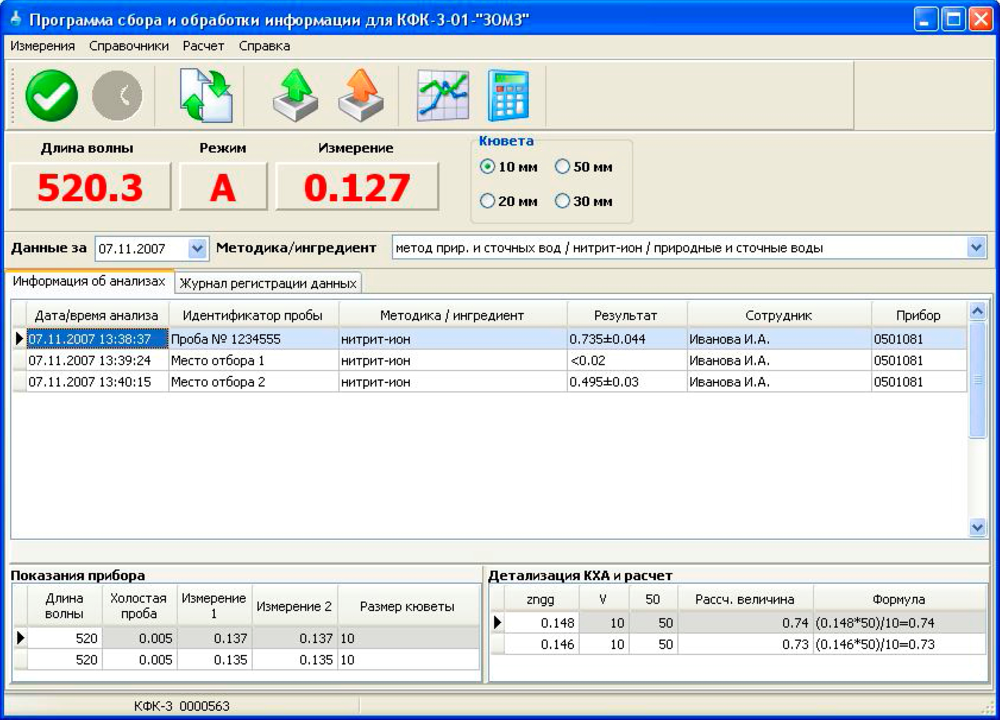 Программа сбора и обработки информации для КФК-3-01-"ЗОМЗ"
Измерения Справочники Расчет Справка
Длина волны Режим Измерение Кювета
520.3 А 0.127
10 мм 50 мм
20 мм 30 мм
Данные за 07.11.2007 Методика/ингредиент метод прир. и сточных вод / нитрит-ион / природные и сточные воды
Информация об анализах Журнал регистрации данных
Дата/время анализа Идентификатор пробы Методика / ингредиент Результат Сотрудник Прибор
07.11.2007 13:38:37 Проба № 1234555 нитрит-ион 0.735±0.044 Иванова И.А. 0501081
07.11.2007 13:39:24 Место отбора 1 нитрит-ион <0.02 Иванова И.А. 0501081
07.11.2007 13:40:15 Место отбора 2 нитрит-ион 0.495±0.03 Иванова И.А. 0501081
Показания прибора
Длина волны Холостая проба Измерение 1 Измерение 2 Размер кюветы
520 0.005 0.137 0.137 10
520 0.005 0.135 0.135 10
Детализация КХА и расчет
zngg V 50 Рассч. величина Формула
0.148 10 50 0.74 (0.148*50)/10=0.74
0.146 10 50 0.73 (0.146*50)/10=0.73
КФК-3 0000563